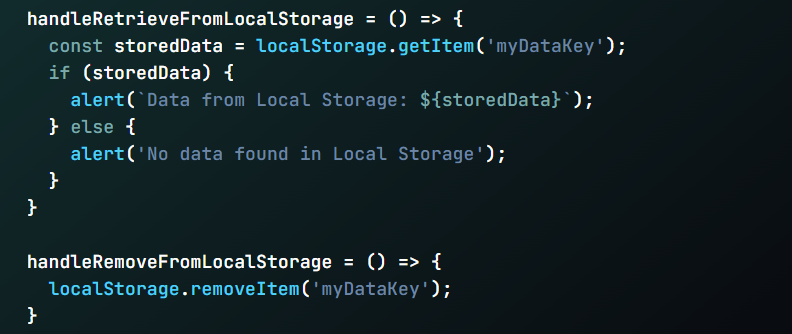 handleRetrieveFromLocalStorage = () => {
  const storedData = localStorage.getItem('myDataKey');
  if (storedData) {
    alert(`Data from Local Storage: ${storedData}`);
  } else {
    alert('No data found in Local Storage');
  }
}

handleRemoveFromLocalStorage = () => {
  localStorage.removeItem('myDataKey');
}